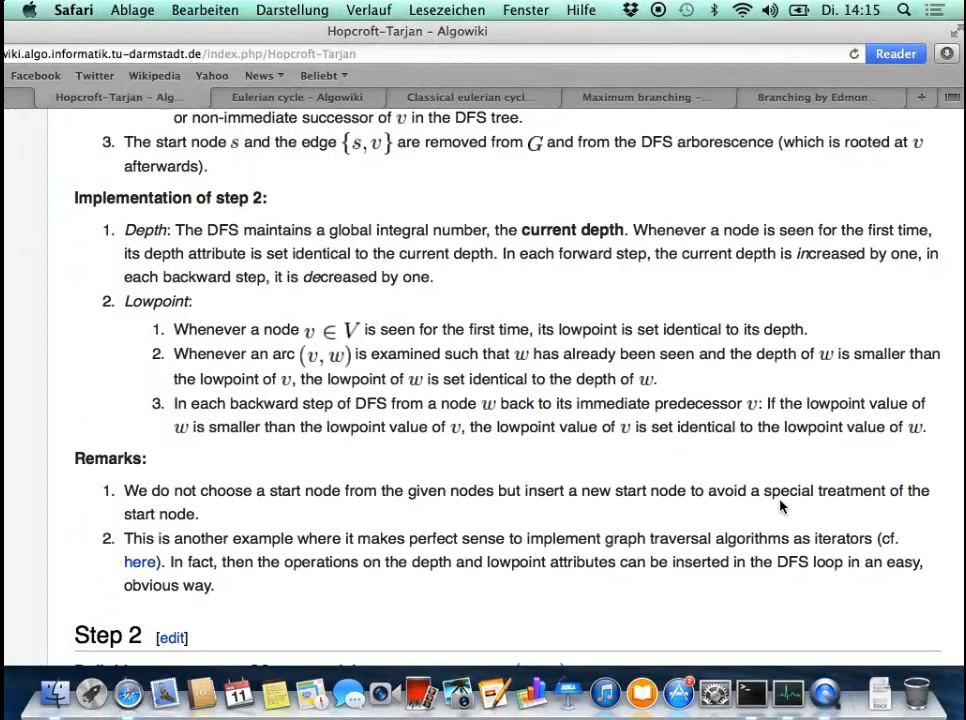 Safari Ablage Bearbeiten Darstellung Verlauf Lesezeichen Fenster Hilfe Di. 14:15
Hopcroft-Tarjan - Algowiki
wiki.algo.informatik.tu-darmstadt.de/index.php/Hopcroft-Tarjan Reader
Facebook Twitter Wikipedia Yahoo News Beliebt
Hopcroft-Tarjan - Alg... Eulerian cycle - Algowiki Classical eulerian cycl... Maximum branching -... Branching by Edmon... +
or non-immediate successor of v in the DFS tree.
3. The start node s and the edge {s, v} are removed from G and from the DFS arborescence (which is rooted at v
afterwards).
Implementation of step 2:
1. Depth: The DFS maintains a global integral number, the current depth. Whenever a node is seen for the first time,
its depth attribute is set identical to the current depth. In each forward step, the current depth is increased by one, in
each backward step, it is decreased by one.
2. Lowpoint:
1. Whenever a node v ∈ V is seen for the first time, its lowpoint is set identical to its depth.
2. Whenever an arc (v, w) is examined such that w has already been seen and the depth of w is smaller than
the lowpoint of v, the lowpoint of w is set identical to the depth of w.
3. In each backward step of DFS from a node w back to its immediate predecessor v: If the lowpoint value of
w is smaller than the lowpoint value of v, the lowpoint value of v is set identical to the lowpoint value of w.
Remarks:
1. We do not choose a start node from the given nodes but insert a new start node to avoid a special treatment of the
start node.
2. This is another example where it makes perfect sense to implement graph traversal algorithms as iterators (cf.
here). In fact, then the operations on the depth and lowpoint attributes can be inserted in the DFS loop in an easy,
obvious way.
Step 2 [edit]
11